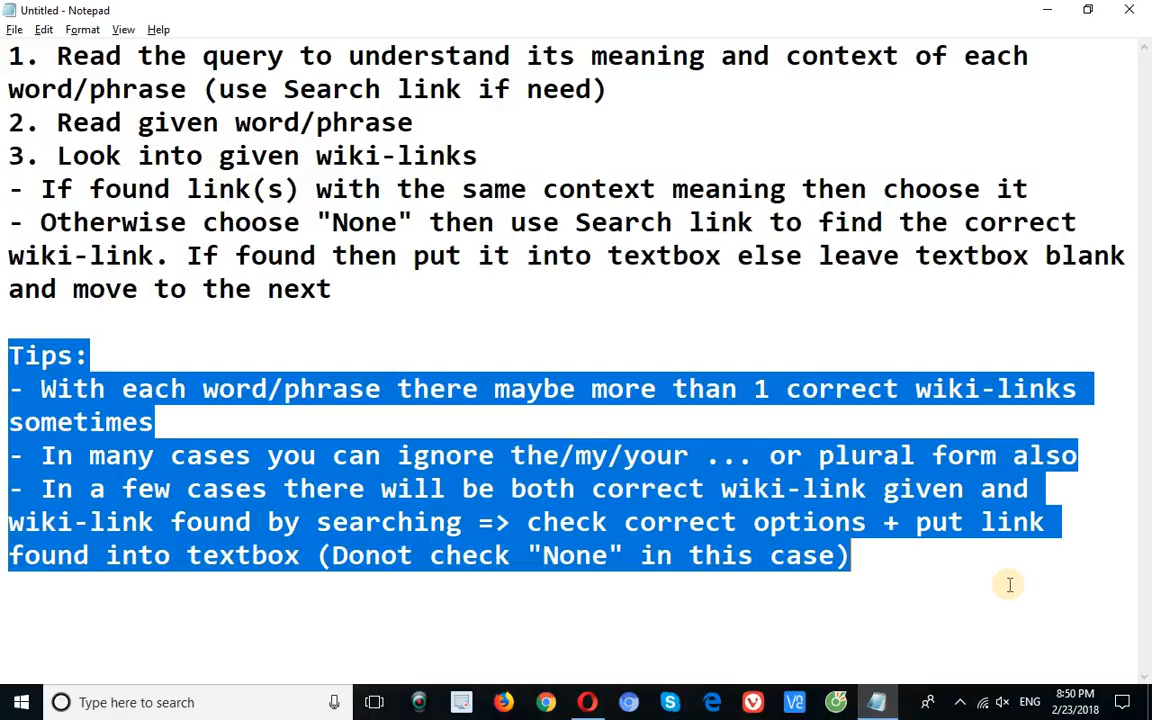 Untitled - Notepad
File Edit Format View Help
1. Read the query to understand its meaning and context of each
word/phrase (use Search link if need)
2. Read given word/phrase
3. Look into given wiki-links
- If found link(s) with the same context meaning then choose it
- Otherwise choose "None" then use Search link to find the correct
wiki-link. If found then put it into textbox else leave textbox blank
and move to the next
Tips:
- With each word/phrase there maybe more than 1 correct wiki-links
sometimes
- In many cases you can ignore the/my/your ... or plural form also
- In a few cases there will be both correct wiki-link given and
wiki-link found by searching => check correct options + put link
found into textbox (Donot check "None" in this case)
Type here to search
ENG
8:50 PM
2/23/2018